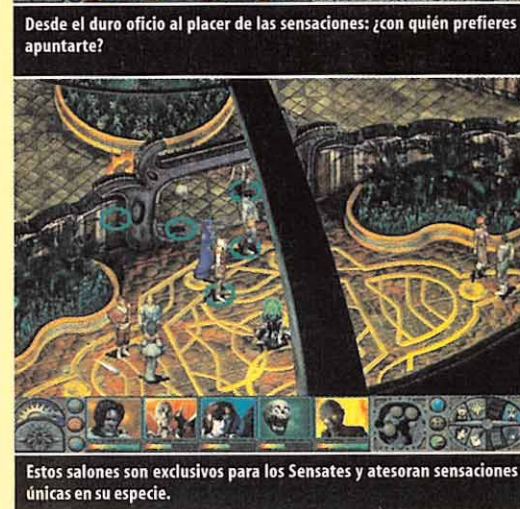 Desde el duro oficio al placer de las sensaciones: ¿con quién prefieres
apuntarte?
Estos salones son exclusivos para los Sensates y atesoran sensaciones
únicas en su especie.